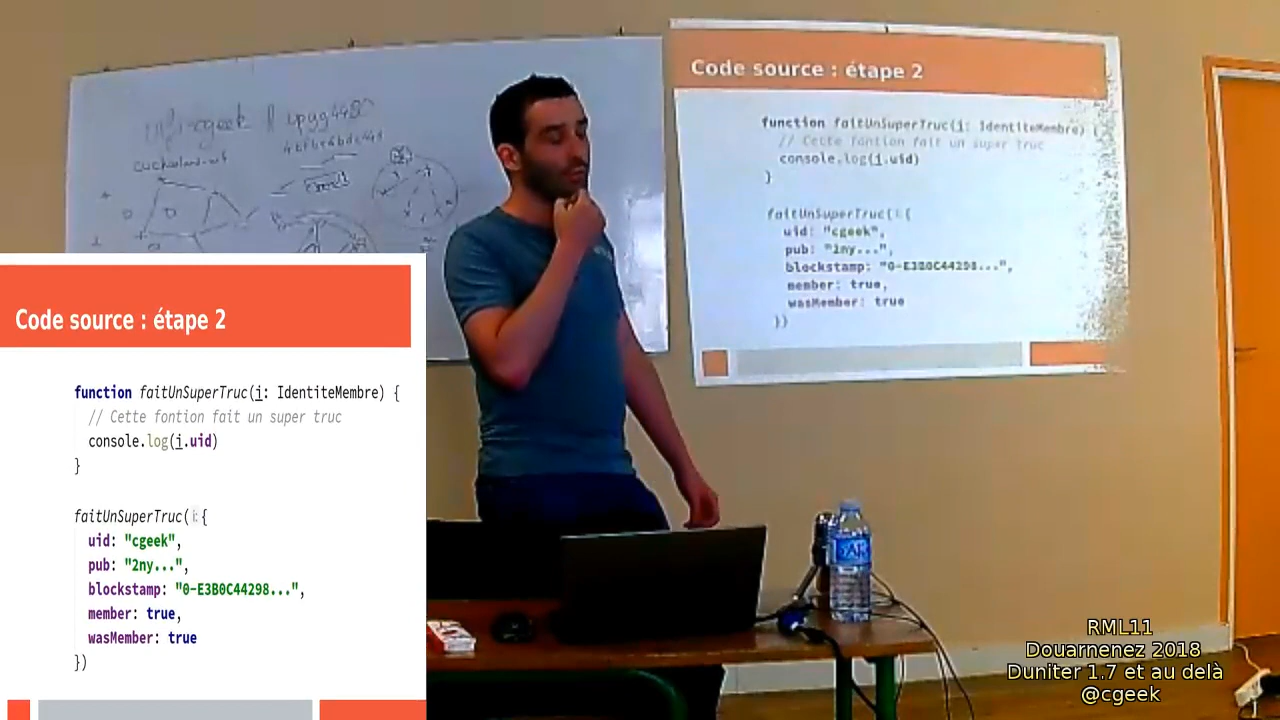 Code source : étape 2
function faitUnSuperTruc(i: IdentiteMembre) {
// Cette fontion fait un super truc
console.log(i.uid)
}
faitUnSuperTruc( i: {
uid: "cgeek",
pub: "2ny...",
blockstamp: "0-E3B0C44298...",
member: true,
wasMember: true
})
Code source : étape 2
function faitUnSuperTruc(i: IdentiteMembre) {
// Cette fontion fait un super truc
console.log(i.uid)
}
faitUnSuperTruc( i: {
uid: "cgeek",
pub: "2ny...",
blockstamp: "0-E3B0C44298...",
member: true,
wasMember: true
})
RML11
Douarnenez 2018
Duniter 1.7 et au delà
@cgeek